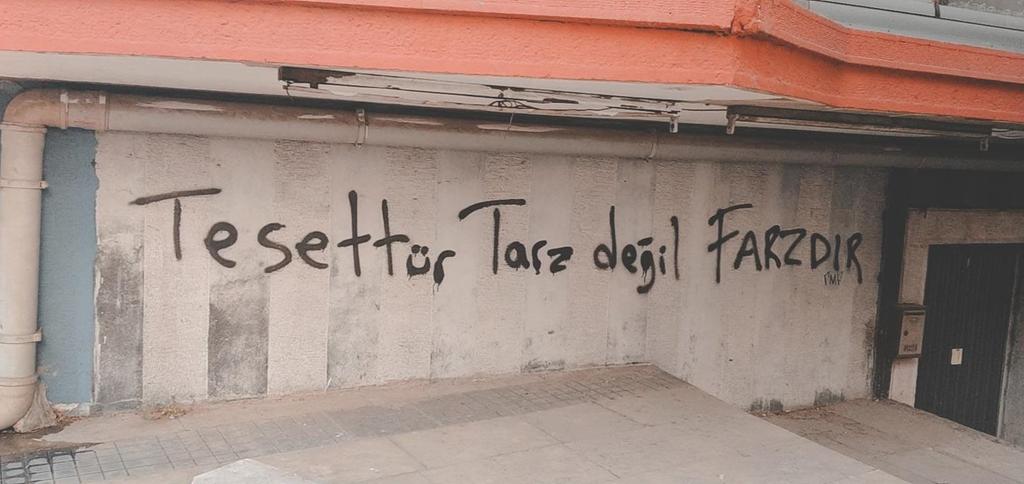 Tesettür Tarz değil FARZDIR